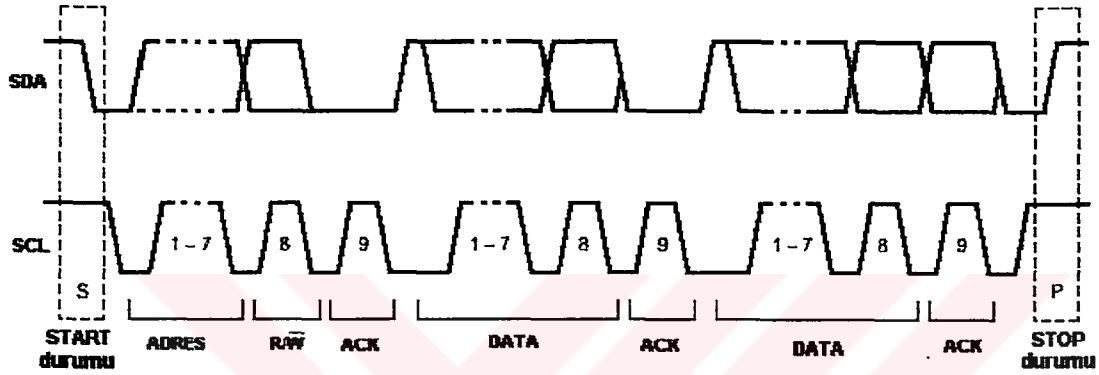 SDA
SCL
1-7 8 9 1-7 8 9 1-7 8 9
S P
START durumu ADRES R/W̅ ACK DATA ACK DATA ACK STOP durumu